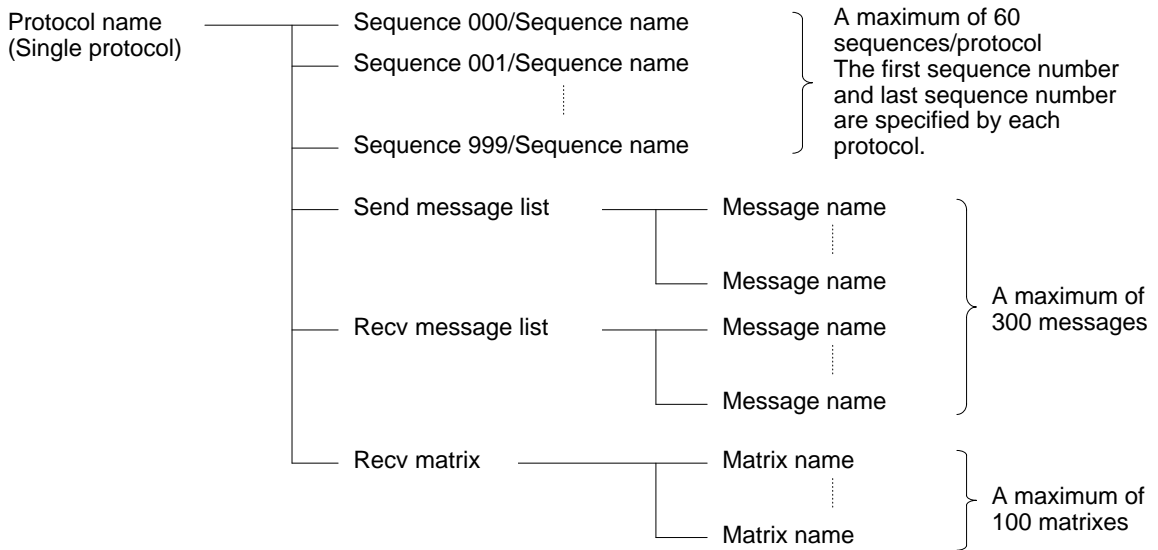 Protocol name
(Single protocol)
Sequence 000/Sequence name
Sequence 001/Sequence name
Sequence 999/Sequence name
A maximum of 60
sequences/protocol
The first sequence number
and last sequence number
are specified by each
protocol.
Send message list
Message name
Message name
Recv message list
Message name
Message name
A maximum of
300 messages
Recv matrix
Matrix name
Matrix name
A maximum of
100 matrixes